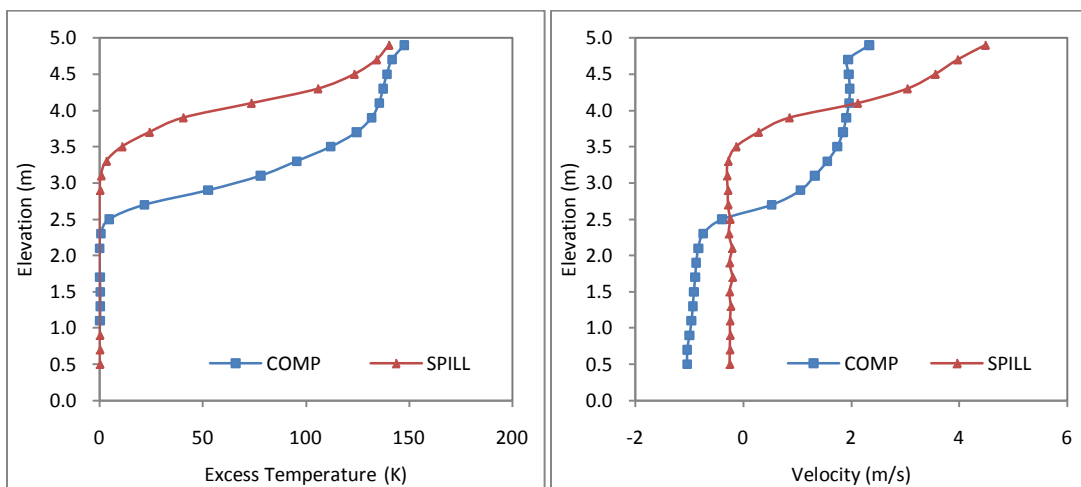 5.0
4.5
4.0
3.5
3.0
2.5
2.0
1.5
1.0
0.5
0.0
Elevation (m)
COMP SPILL
0 50 100 150 200
Excess Temperature (K)
5.0
4.5
4.0
3.5
3.0
2.5
2.0
1.5
1.0
0.5
0.0
Elevation (m)
COMP SPILL
-2 0 2 4 6
Velocity (m/s)